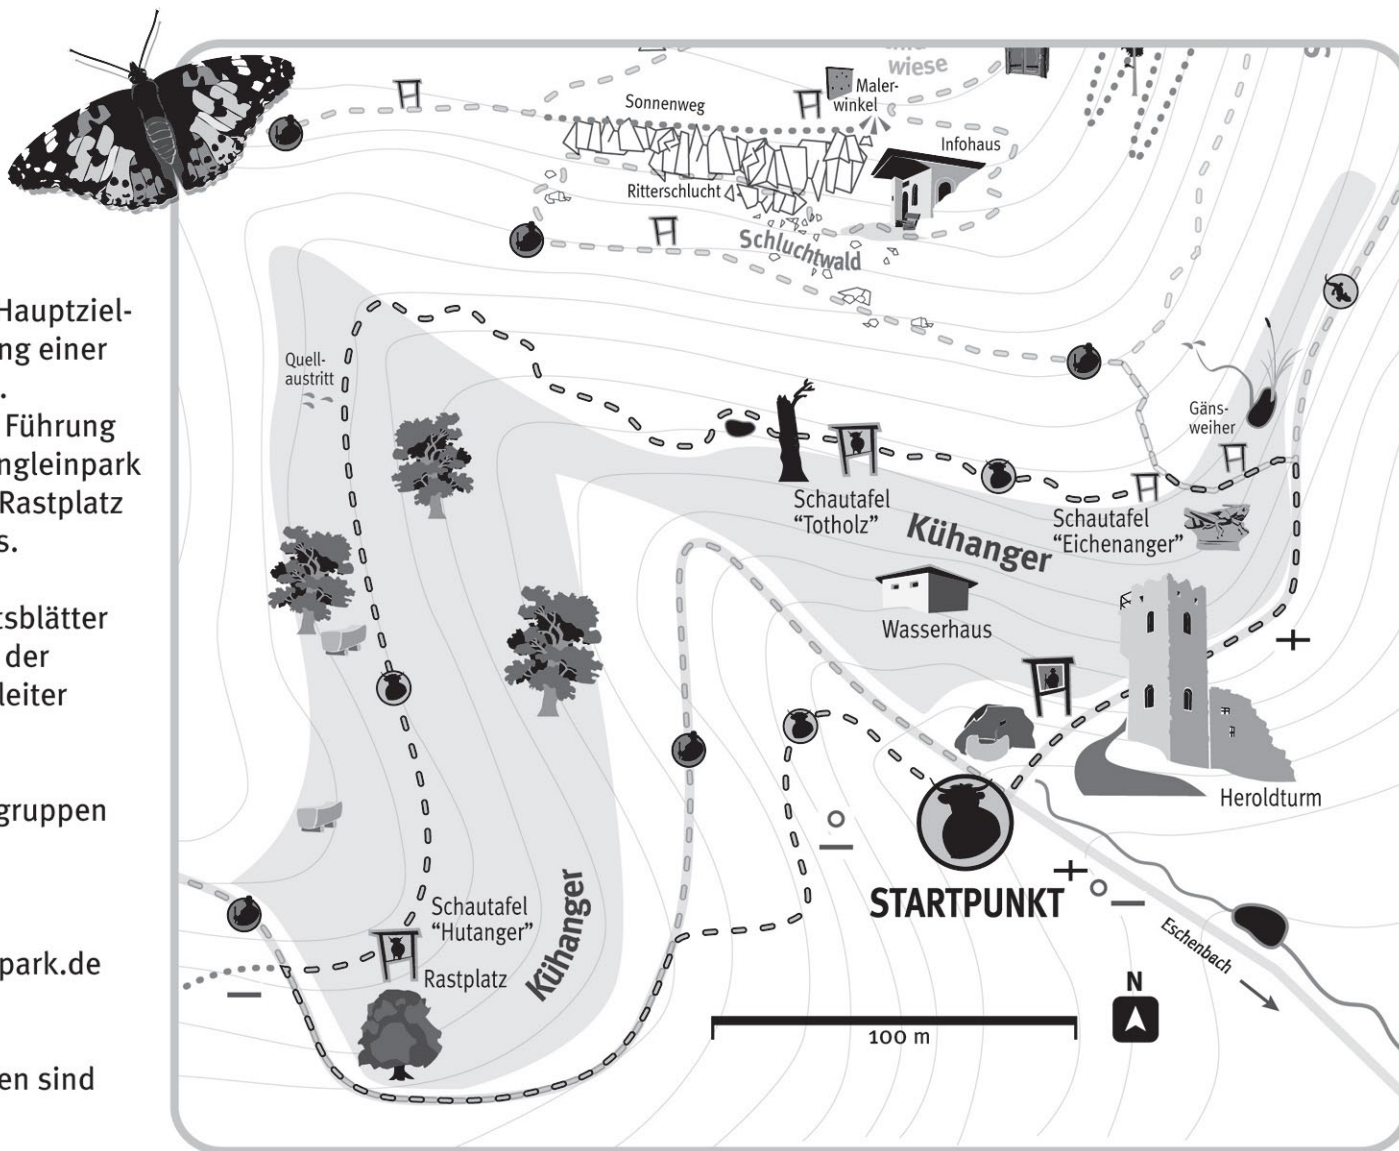 Hauptziel-
ng einer
.
Führung
ngleinpark
Rastplatz
s.
tsblätter
der
leiter
gruppen
park.de
en sind
wiese
Maler-
winkel
Sonnenweg
Infohaus
Ritterschlucht
Schluchtwald
Quell-
austritt
Gäns-
weiher
Schautafel
“Totholz”
Kühanger
Schautafel
“Eichenanger”
Wasserhaus
Heroldturm
STARTPUNKT
Schautafel
“Hutanger”
Kühanger
Rastplatz
Eschenbach
N
100 m